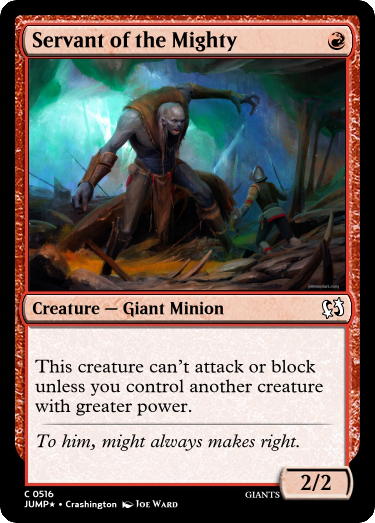 Servant of the Mighty
Creature — Giant Minion
This creature can't attack or block
unless you control another creature
with greater power.
To him, might always makes right.
2/2
C 0516
GIANTS
JUMP★ • Crashington Joe Ward